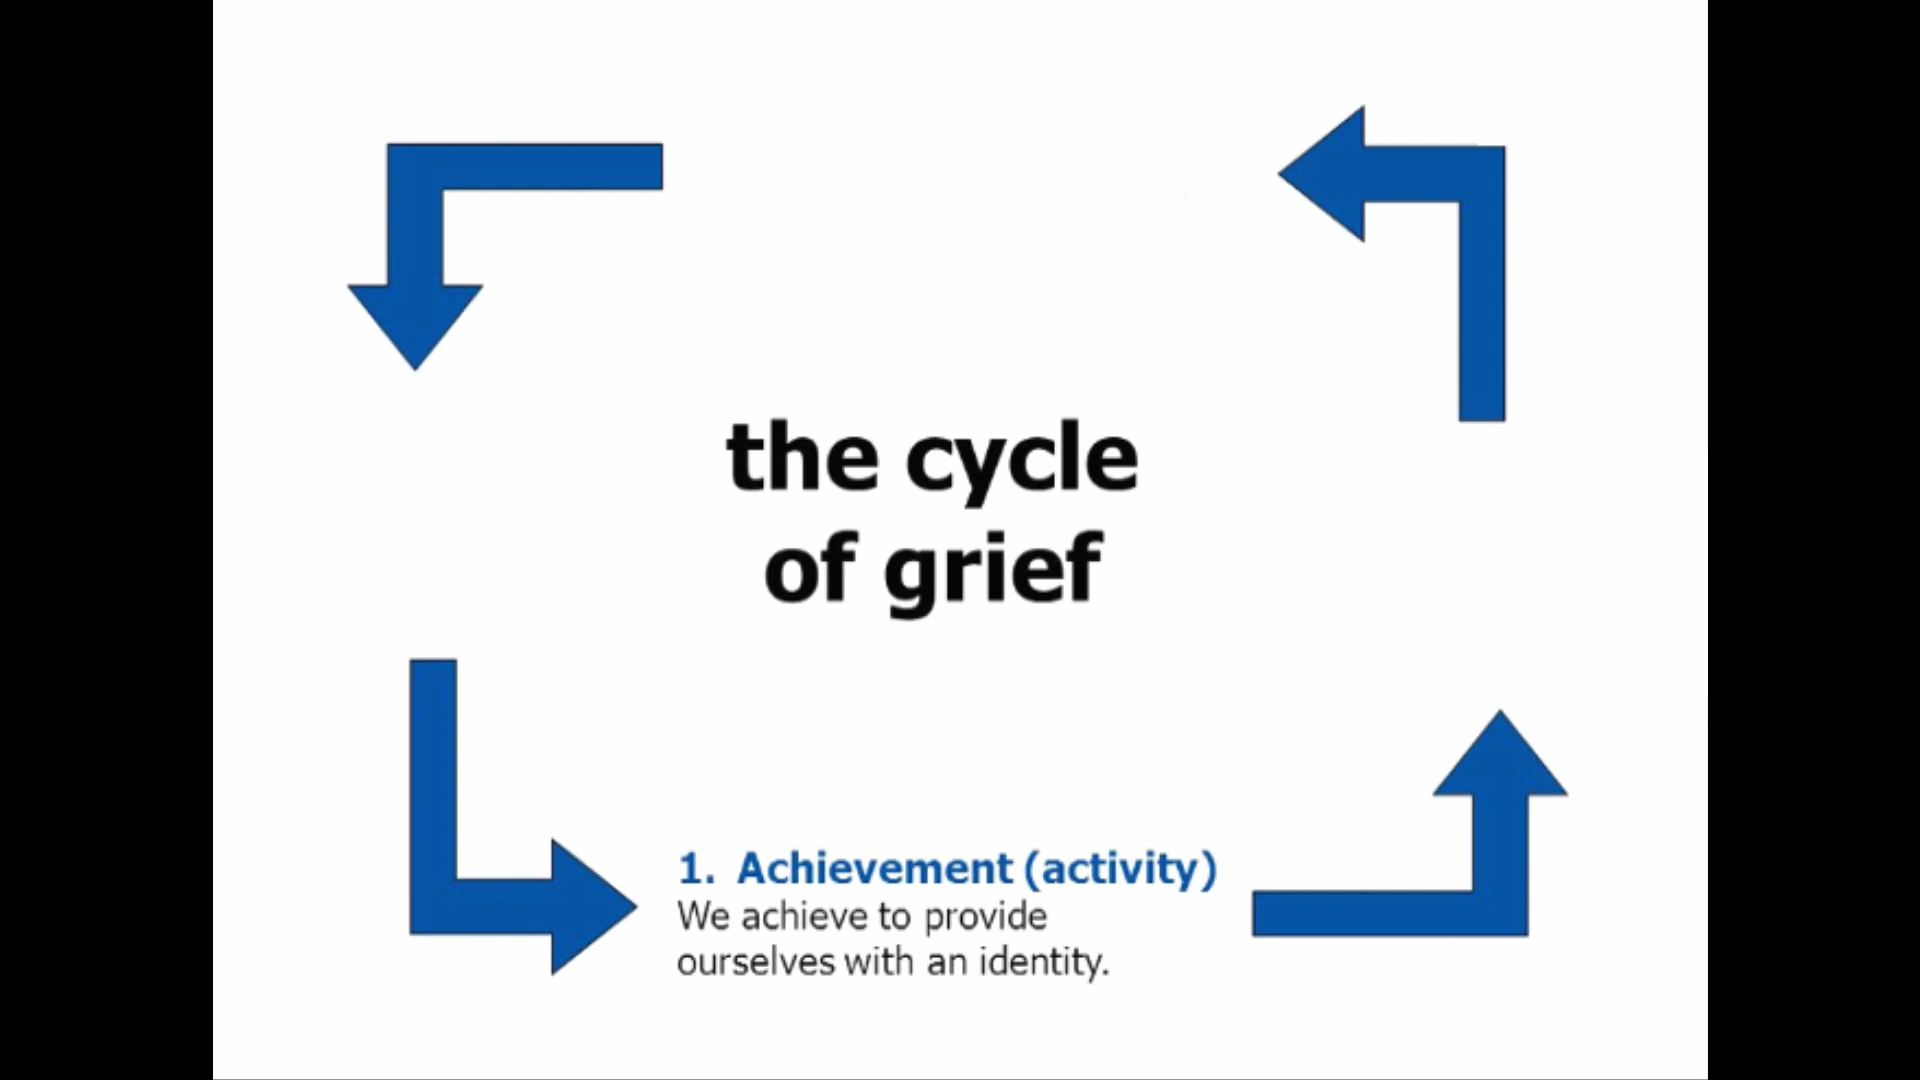 the cycle
of grief
1. Achievement (activity)
We achieve to provide
ourselves with an identity.